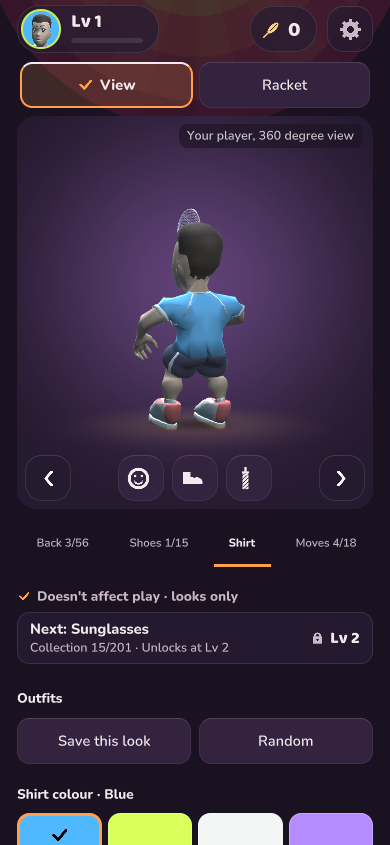 Lv 1
0
View
Racket
Your player, 360 degree view
Back 3/56
Shoes 1/15
Shirt
Moves 4/18
Doesn't affect play · looks only
Next: Sunglasses
Collection 15/201 · Unlocks at Lv 2
Lv 2
Outfits
Save this look
Random
Shirt colour · Blue